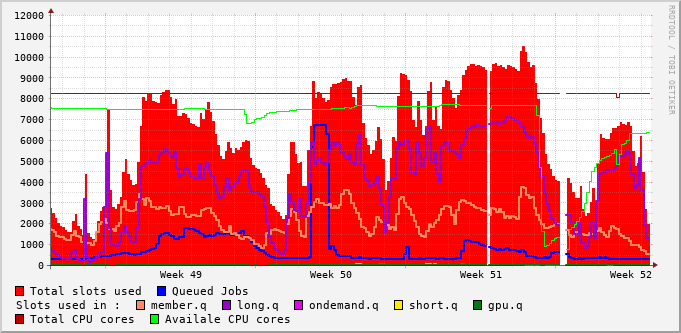 12000
11000
10000
9000
8000
7000
6000
5000
4000
3000
2000
1000
0
Week 49 Week 50 Week 51 Week 52
RRDTOOL / TOBI OETIKER
Total slots used Queued Jobs
Slots used in : member.q long.q ondemand.q short.q gpu.q
Total CPU cores Availale CPU cores